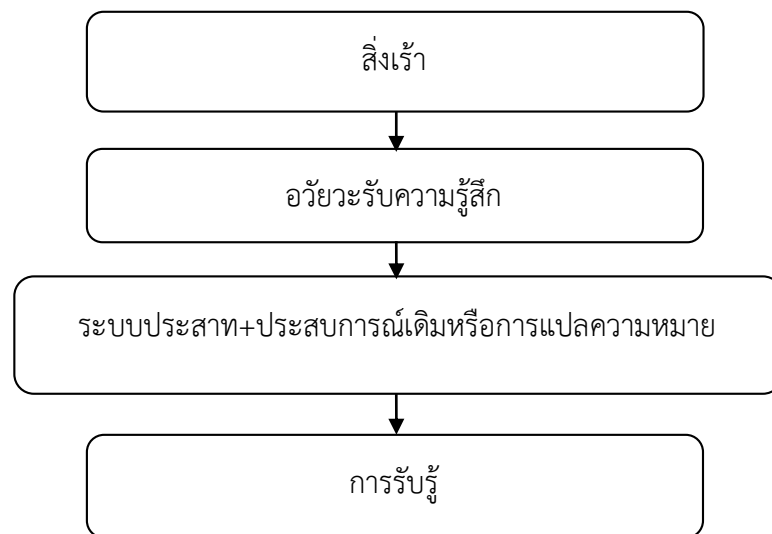 สิ่งเร้า
อวัยวะรับความรู้สึก
ระบบประสาท+ประสบการณ์เดิมหรือการแปลความหมาย
การรับรู้